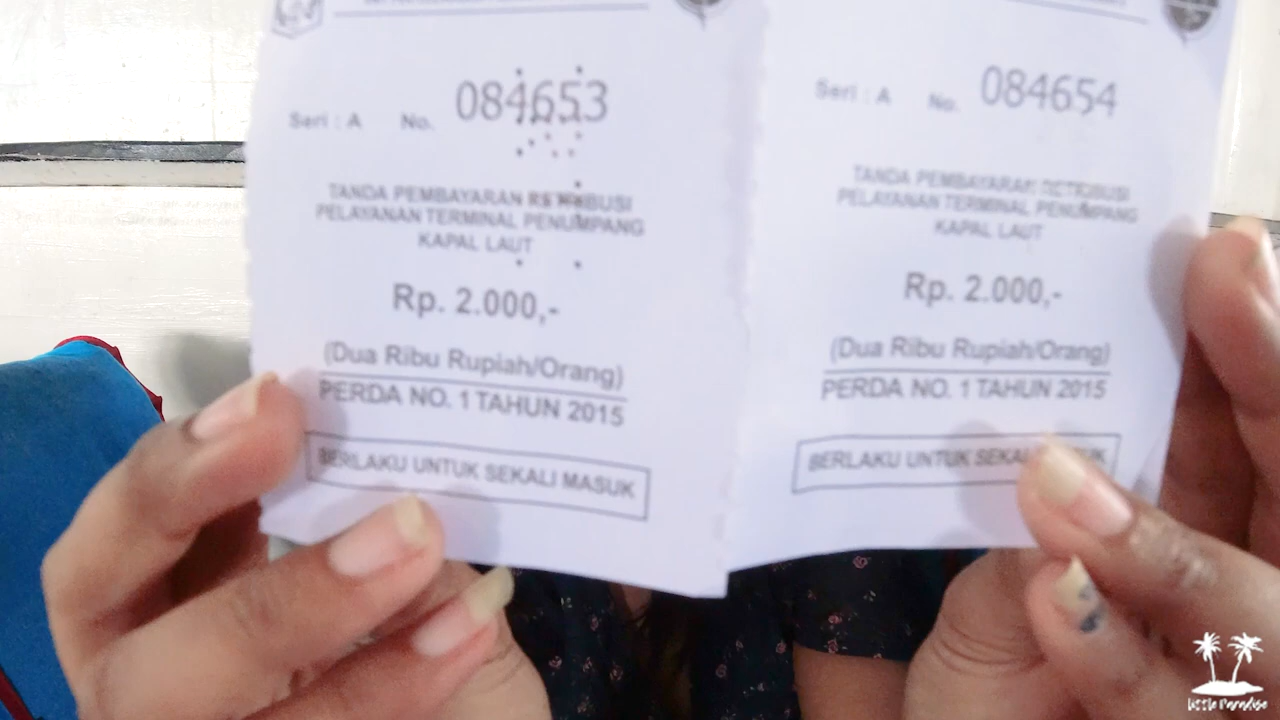 Seri : A No. 084653
TANDA PEMBAYARAN RETRIBUSI
PELAYANAN TERMINAL PENUMPANG
KAPAL LAUT
Rp. 2.000,-
(Dua Ribu Rupiah/Orang)
PERDA NO. 1 TAHUN 2015
BERLAKU UNTUK SEKALI MASUK
Seri : A No. 084654
TANDA PEMBAYARAN RETRIBUSI
PELAYANAN TERMINAL PENUMPANG
KAPAL LAUT
Rp. 2.000,-
(Dua Ribu Rupiah/Orang)
PERDA NO. 1 TAHUN 2015
BERLAKU UNTUK SEKALI
little Paradise